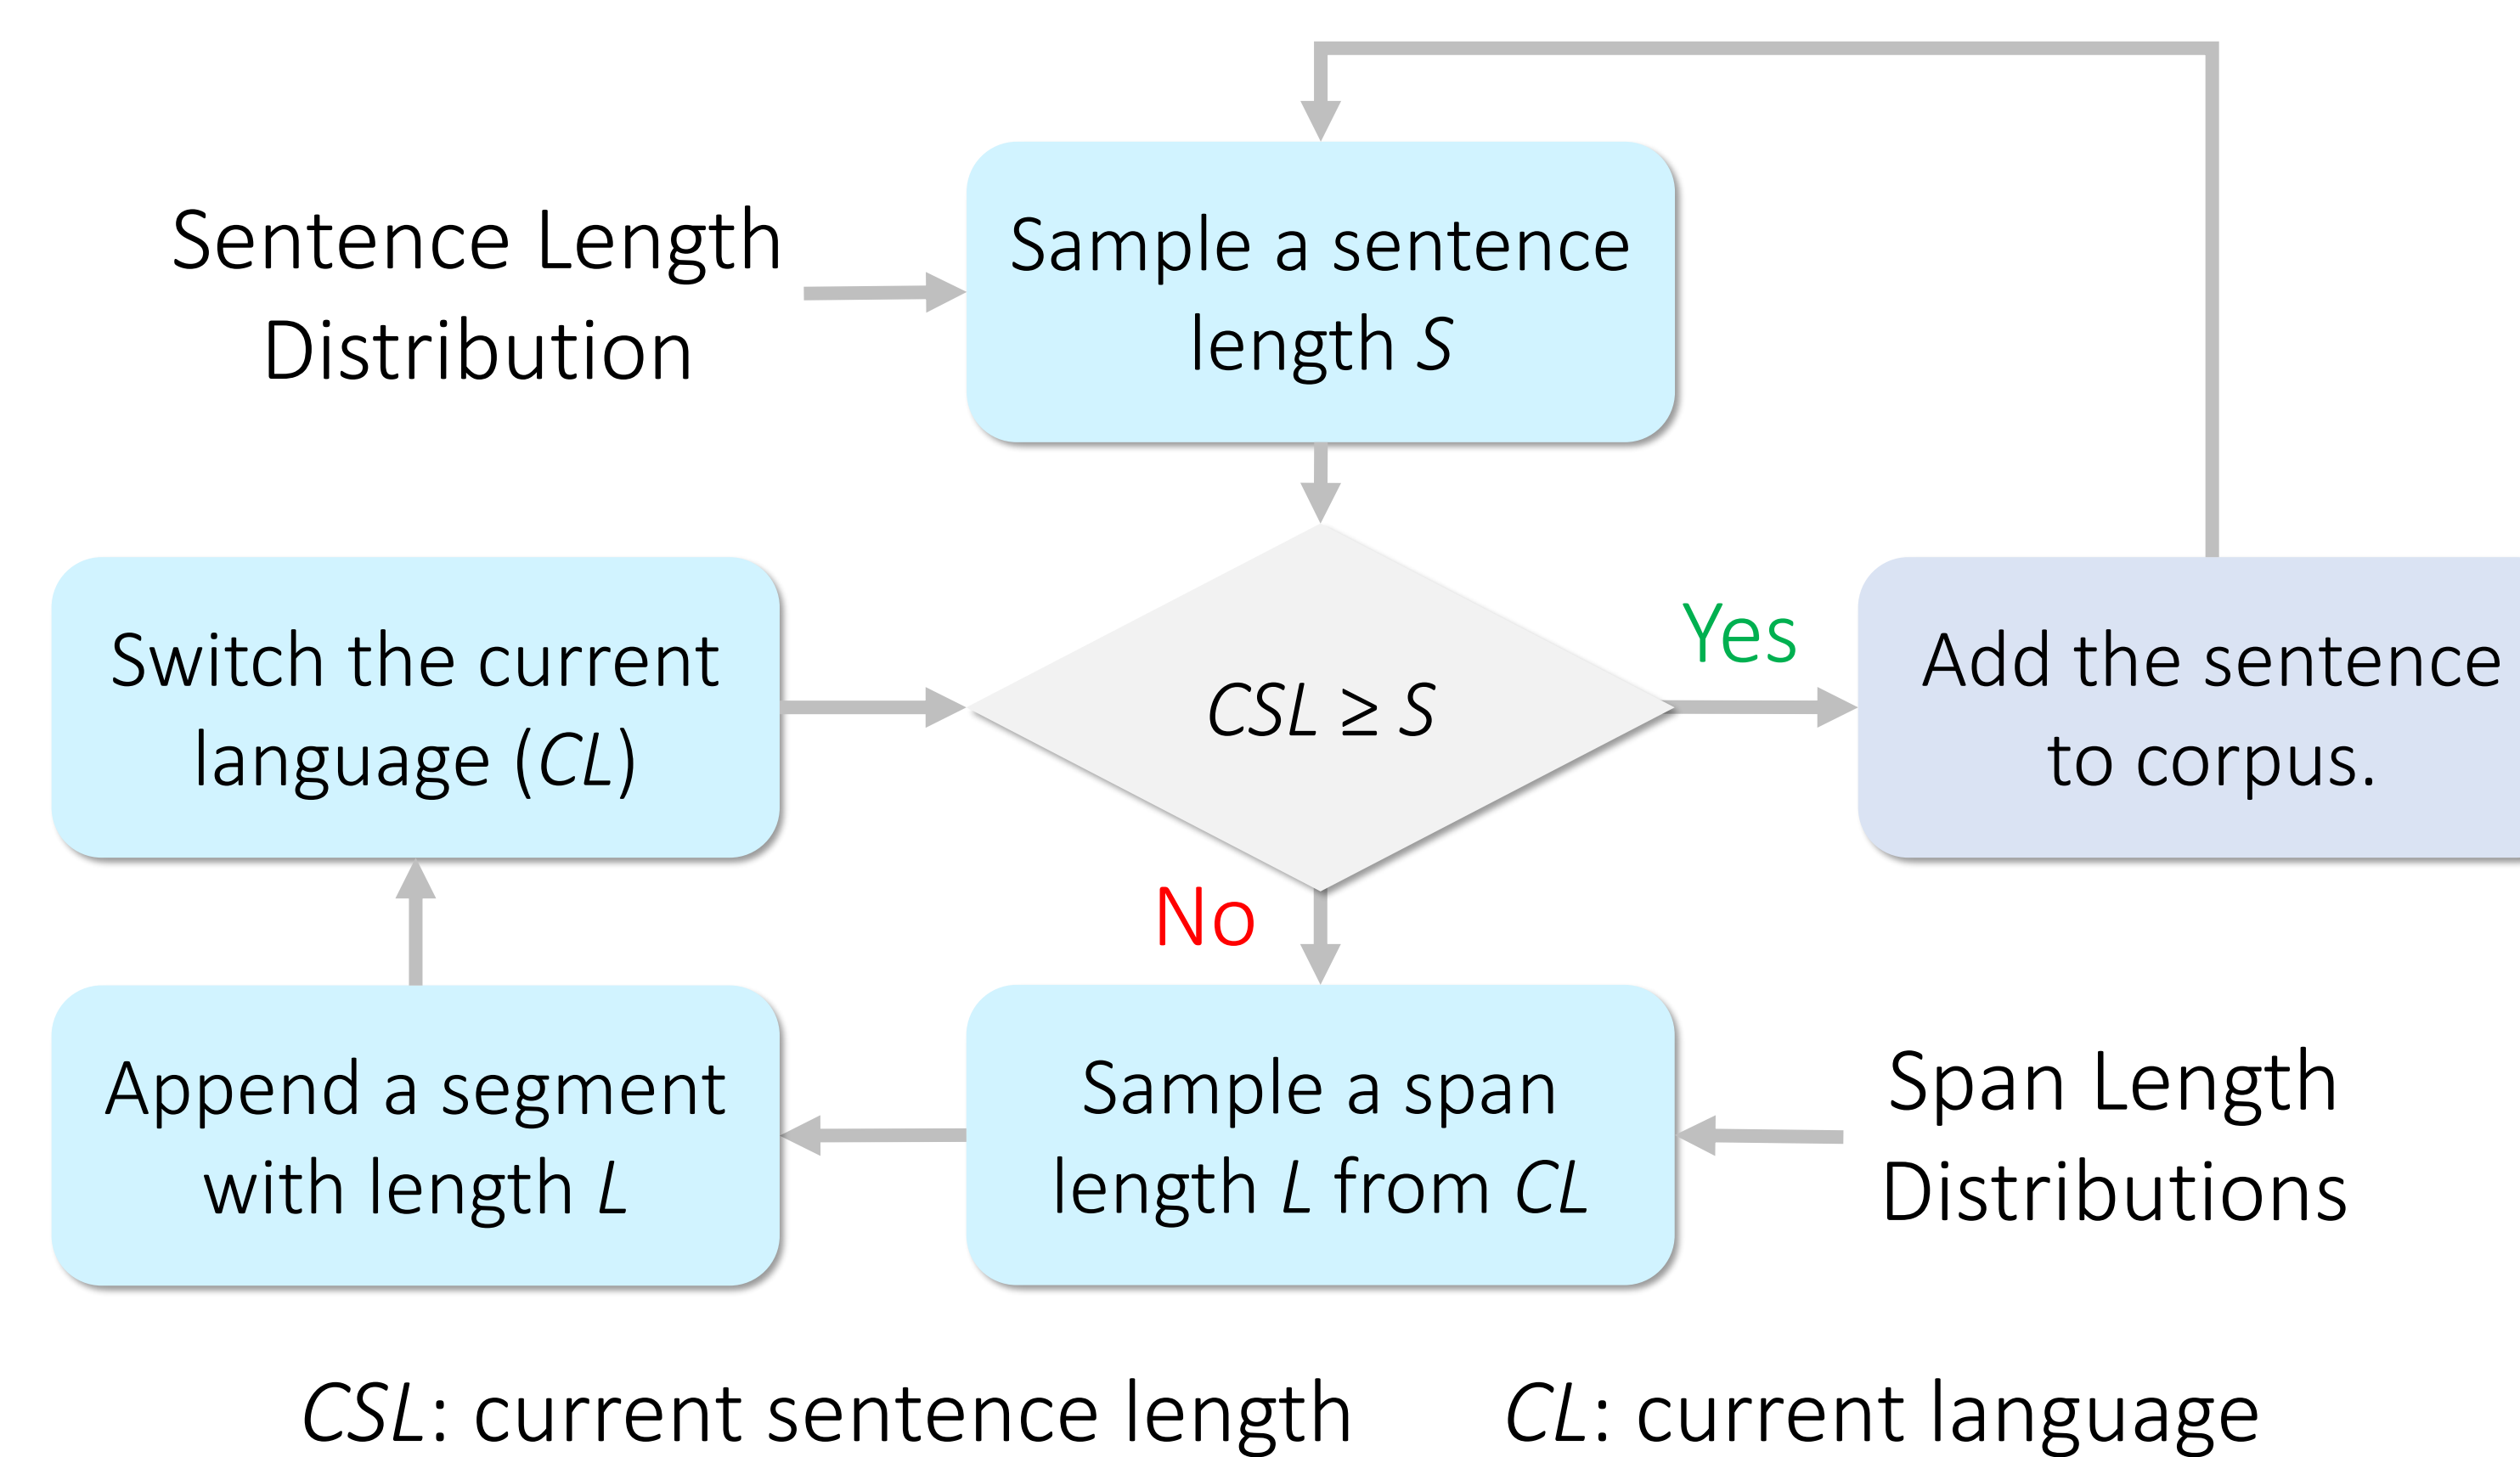 Sentence Length
Distribution
Sample a sentence
length S
Switch the current
language (CL)
CSL ≥ S
Yes
Add the sentence
to corpus.
No
Append a segment
with length L
Sample a span
length L from CL
Span Length
Distributions
CSL: current sentence length
CL: current language